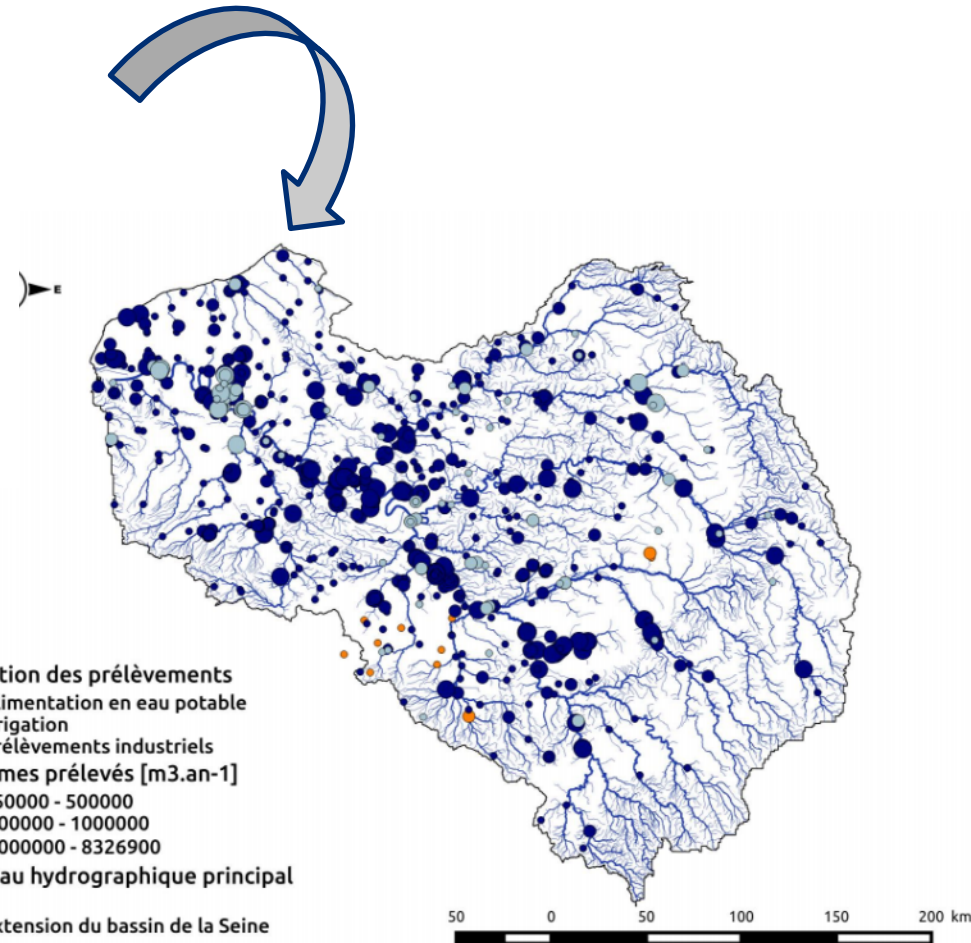 E
tion des prélèvements
limentation en eau potable
rigation
rélèvements industriels
mes prélevés [m3.an-1]
50000 - 500000
00000 - 1000000
000000 - 8326900
au hydrographique principal
xtension du bassin de la Seine
50 0 50 100 150 200 km